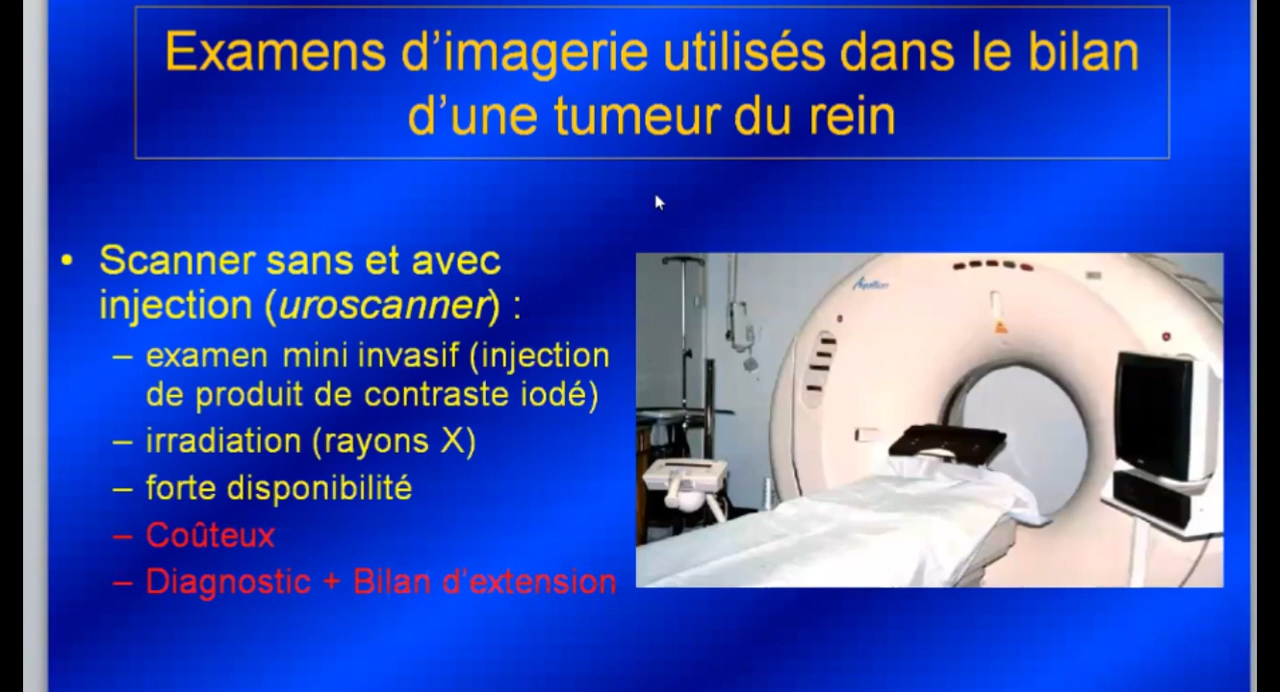 Examens d'imagerie utilisés dans le bilan
d'une tumeur du rein
• Scanner sans et avec
injection (uroscanner) :
– examen mini invasif (injection
de produit de contraste iodé)
– irradiation (rayons X)
– forte disponibilité
– Coûteux
– Diagnostic + Bilan d'extension
Aquilion